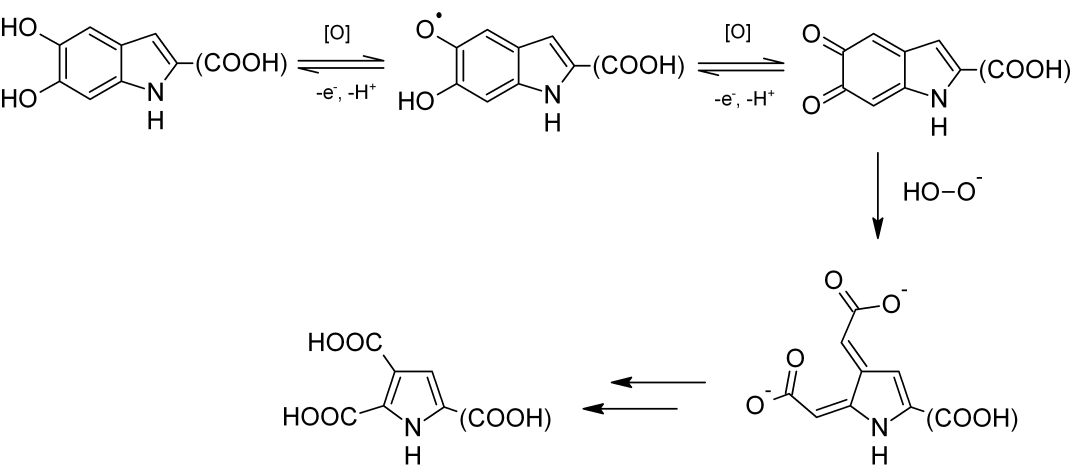 HO
HO
N
H
(COOH)
[O]
-e⁻, -H⁺
O•
HO
N
H
(COOH)
[O]
-e⁻, -H⁺
O
O
N
H
(COOH)
HO–O⁻
O
O⁻
O
O⁻
N
H
(COOH)
HOOC
HOOC
N
H
(COOH)